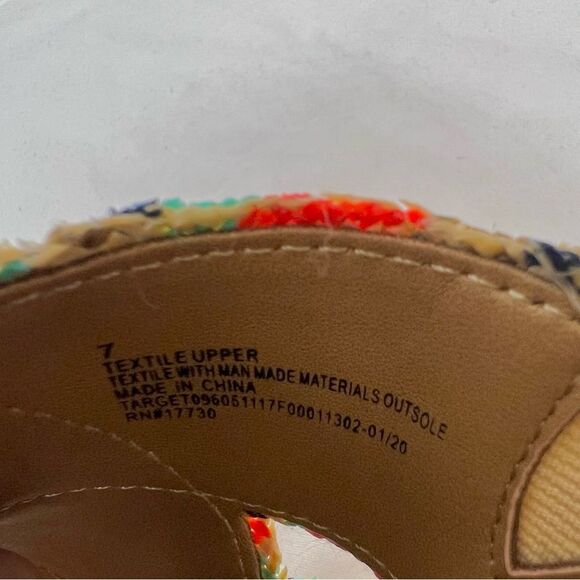 7
TEXTILE UPPER
TEXTILE WITH MAN MADE MATERIALS OUTSOLE
MADE IN CHINA
TARGET096051117F00011302-01/20
RN#17730